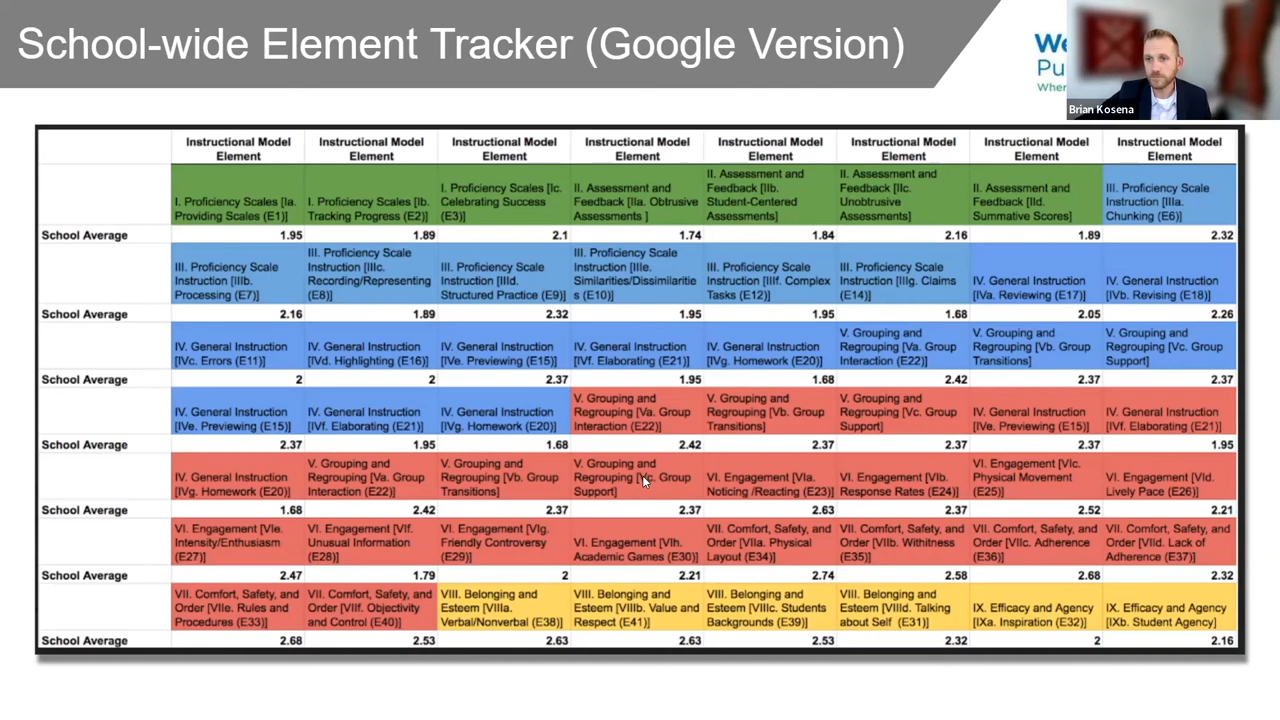 School-wide Element Tracker (Google Version)
We
Pu
Wher
Brian Kosena
Instructional Model Element Instructional Model Element Instructional Model Element Instructional Model Element Instructional Model Element Instructional Model Element Instructional Model Element Instructional Model Element
I. Proficiency Scales [Ia. Providing Scales (E1)] I. Proficiency Scales [Ib. Tracking Progress (E2)] I. Proficiency Scales [Ic. Celebrating Success (E3)] II. Assessment and Feedback [IIa. Obtrusive Assessments ] II. Assessment and Feedback [IIb. Student-Centered Assessments] II. Assessment and Feedback [IIc. Unobtrusive Assessments] II. Assessment and Feedback [IId. Summative Scores] III. Proficiency Scale Instruction [IIIa. Chunking (E6)]
School Average 1.95 1.89 2.1 1.74 1.84 2.16 1.89 2.32
III. Proficiency Scale Instruction [IIIb. Processing (E7)] III. Proficiency Scale Instruction [IIIc. Recording/Representing (E8)] III. Proficiency Scale Instruction [IIId. Structured Practice (E9)] III. Proficiency Scale Instruction [IIIe. Similarities/Dissimilarities (E10)] III. Proficiency Scale Instruction [IIIf. Complex Tasks (E12)] III. Proficiency Scale Instruction [IIIg. Claims (E14)] IV. General Instruction [IVa. Reviewing (E17)] IV. General Instruction [IVb. Revising (E18)]
School Average 2.16 1.89 2.32 1.95 1.95 1.68 2.05 2.26
IV. General Instruction [IVc. Errors (E11)] IV. General Instruction [IVd. Highlighting (E16)] IV. General Instruction [IVe. Previewing (E15)] IV. General Instruction [IVf. Elaborating (E21)] IV. General Instruction [IVg. Homework (E20)] V. Grouping and Regrouping [Va. Group Interaction (E22)] V. Grouping and Regrouping [Vb. Group Transitions] V. Grouping and Regrouping [Vc. Group Support]
School Average 2 2 2.37 1.95 1.68 2.42 2.37 2.37
IV. General Instruction [IVe. Previewing (E15)] IV. General Instruction [IVf. Elaborating (E21)] IV. General Instruction [IVg. Homework (E20)] V. Grouping and Regrouping [Va. Group Interaction (E22)] V. Grouping and Regrouping [Vb. Group Transitions] V. Grouping and Regrouping [Vc. Group Support] IV. General Instruction [IVe. Previewing (E15)] IV. General Instruction [IVf. Elaborating (E21)]
School Average 2.37 1.95 1.68 2.42 2.37 2.37 2.37 1.95
IV. General Instruction [IVg. Homework (E20)] V. Grouping and Regrouping [Va. Group Interaction (E22)] V. Grouping and Regrouping [Vb. Group Transitions] V. Grouping and Regrouping [Vc. Group Support] VI. Engagement [VIa. Noticing /Reacting (E23)] VI. Engagement [VIb. Response Rates (E24)] VI. Engagement [VIc. Physical Movement (E25)] VI. Engagement [VId. Lively Pace (E26)]
School Average 1.68 2.42 2.37 2.37 2.63 2.37 2.52 2.21
VI. Engagement [VIe. Intensity/Enthusiasm (E27)] VI. Engagement [VIf. Unusual Information (E28)] VI. Engagement [VIg. Friendly Controversy (E29)] VI. Engagement [VIh. Academic Games (E30)] VII. Comfort, Safety, and Order [VIIa. Physical Layout (E34)] VII. Comfort, Safety, and Order [VIIb. Withitness (E35)] VII. Comfort, Safety, and Order [VIIc. Adherence (E36)] VII. Comfort, Safety, and Order [VIId. Lack of Adherence (E37)]
School Average 2.47 1.79 2 2.21 2.74 2.58 2.68 2.32
VII. Comfort, Safety, and Order [VIIe. Rules and Procedures (E33)] VII. Comfort, Safety, and Order [VIIf. Objectivity and Control (E40)] VIII. Belonging and Esteem [VIIIa. Verbal/Nonverbal (E38)] VIII. Belonging and Esteem [VIIIb. Value and Respect (E41)] VIII. Belonging and Esteem [VIIIc. Students Backgrounds (E39)] VIII. Belonging and Esteem [VIIId. Talking about Self (E31)] IX. Efficacy and Agency [IXa. Inspiration (E32)] IX. Efficacy and Agency [IXb. Student Agency]
School Average 2.68 2.53 2.63 2.63 2.53 2.32 2 2.16